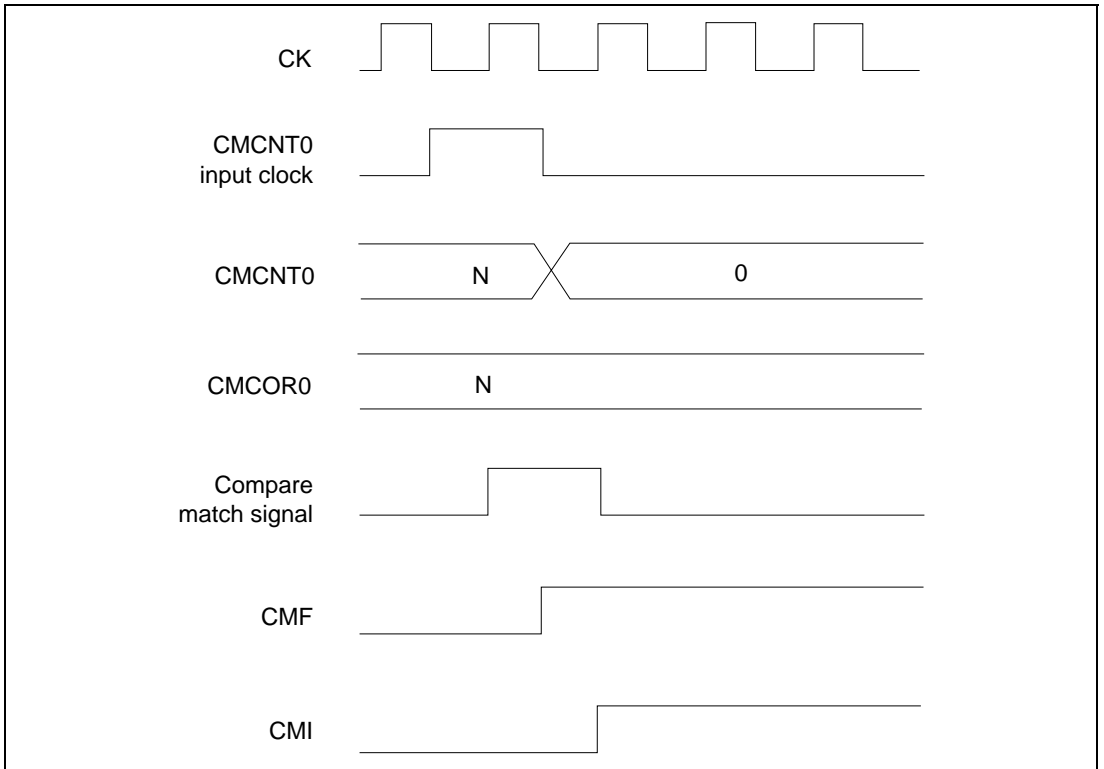 CK
CMCNT0
input clock
CMCNT0
N
0
CMCOR0
N
Compare
match signal
CMF
CMI